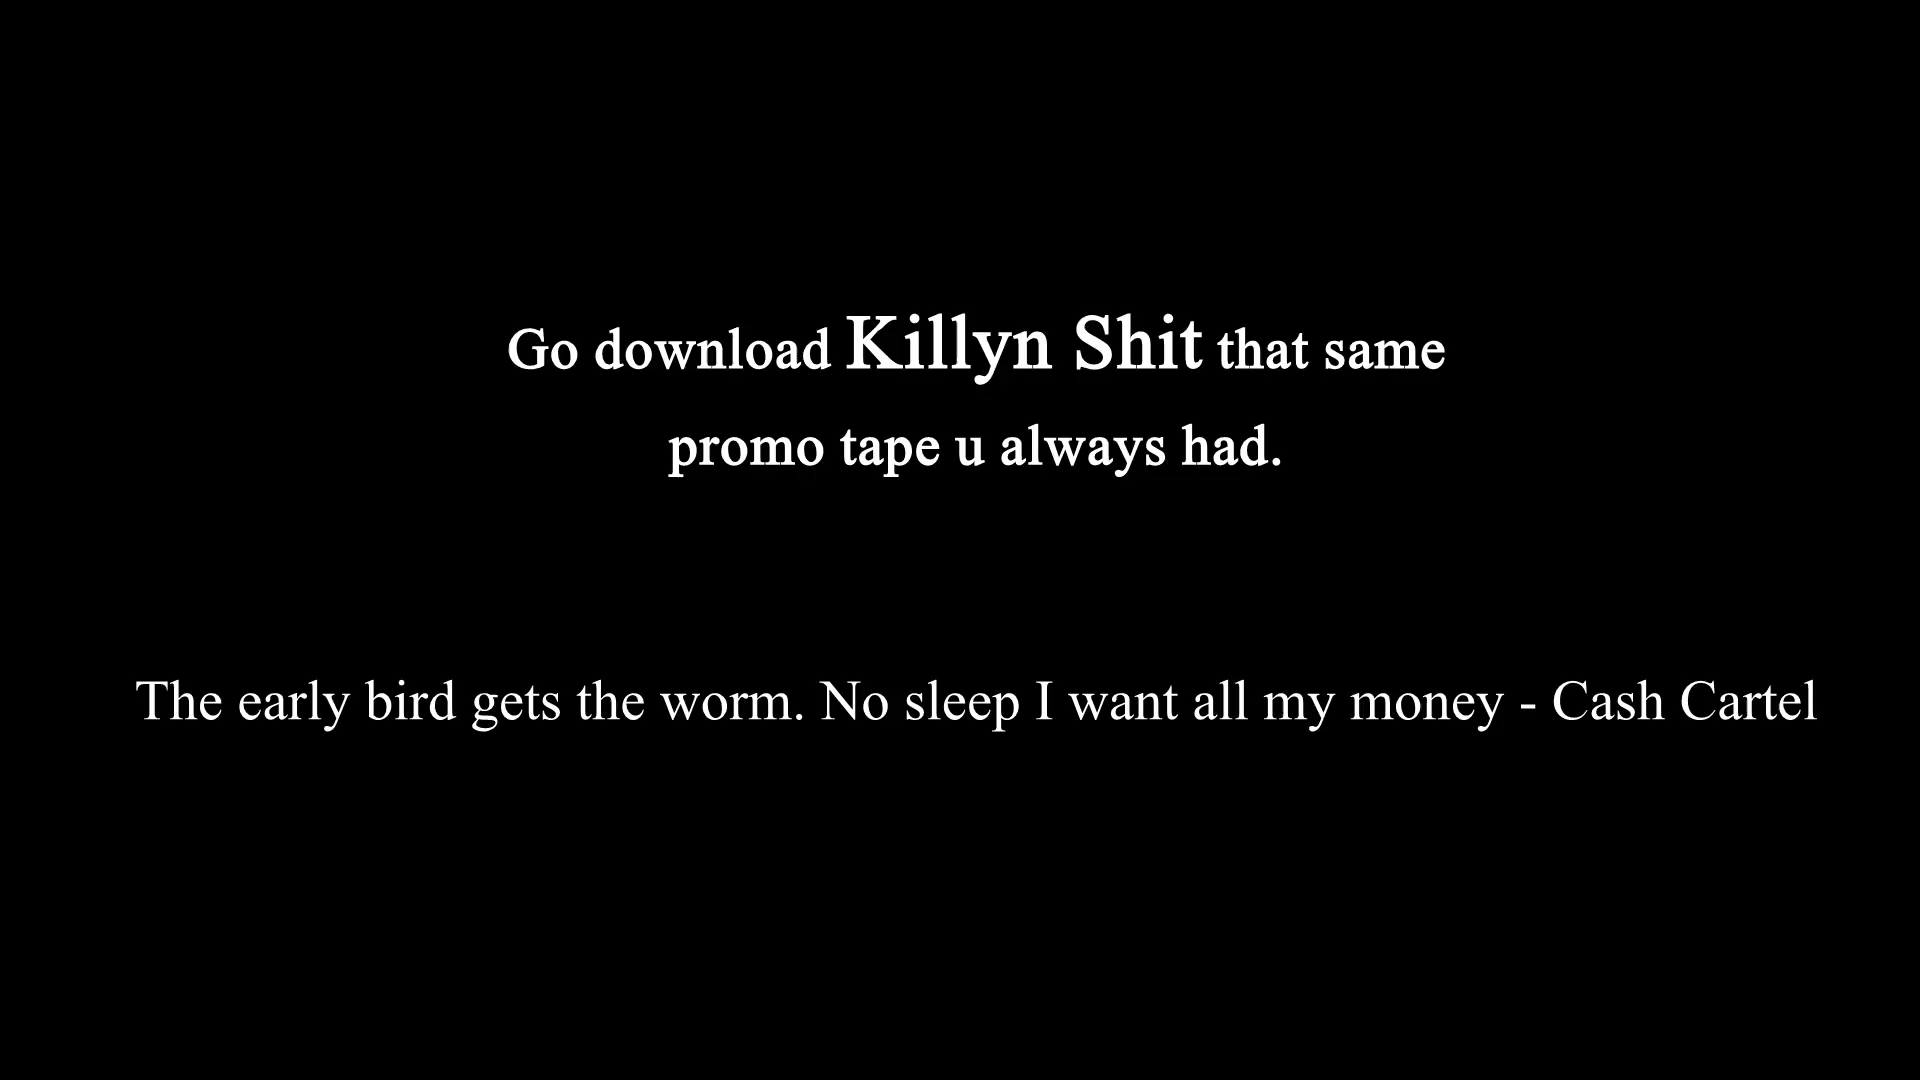 Go download Killyn Shit that same
promo tape u always had.
The early bird gets the worm. No sleep I want all my money - Cash Cartel